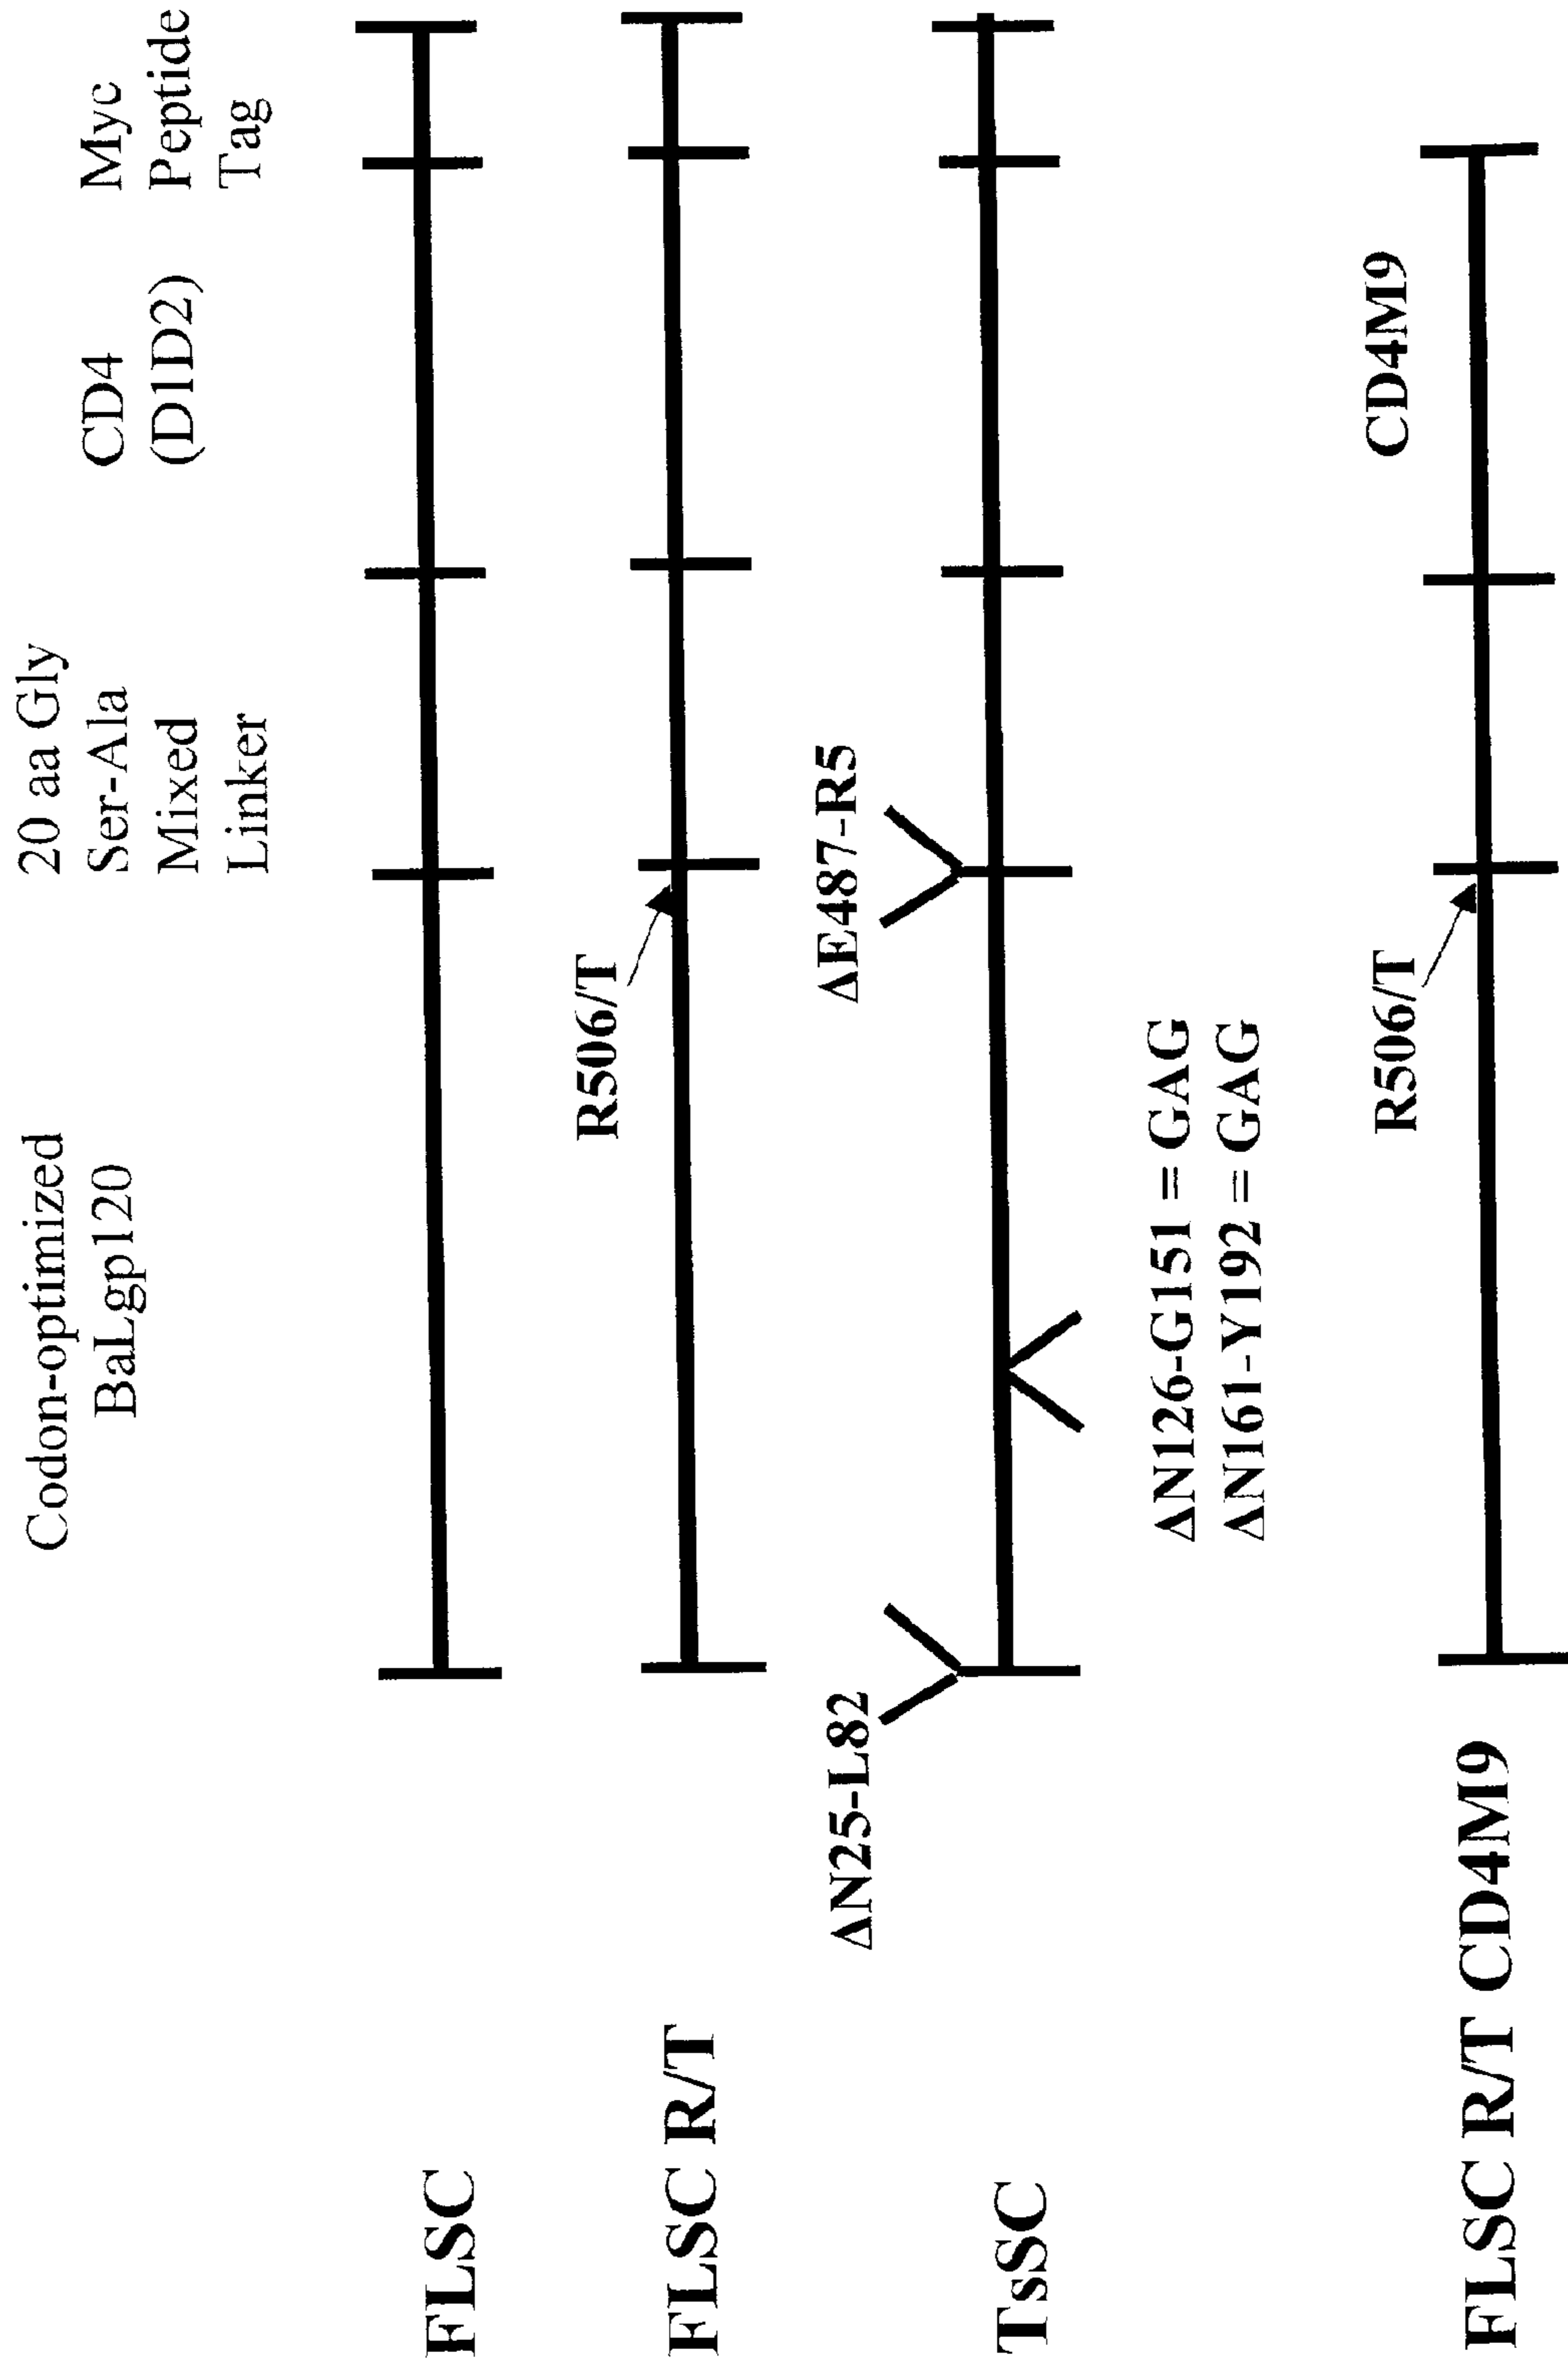 Codon-optimized
BaLgp120
20 aa Gly
Ser-Ala
Mixed
Linker
CD4
(D1D2)
Myc
Peptide
Tag
FLSC
FLSC R/T
R506/T
TsSC
ΔN25-L82
ΔE487-R5
ΔN126-G151 = GAG
ΔN161-Y192 = GAG
FLSC R/T CD4M9
R506/T
CD4M9